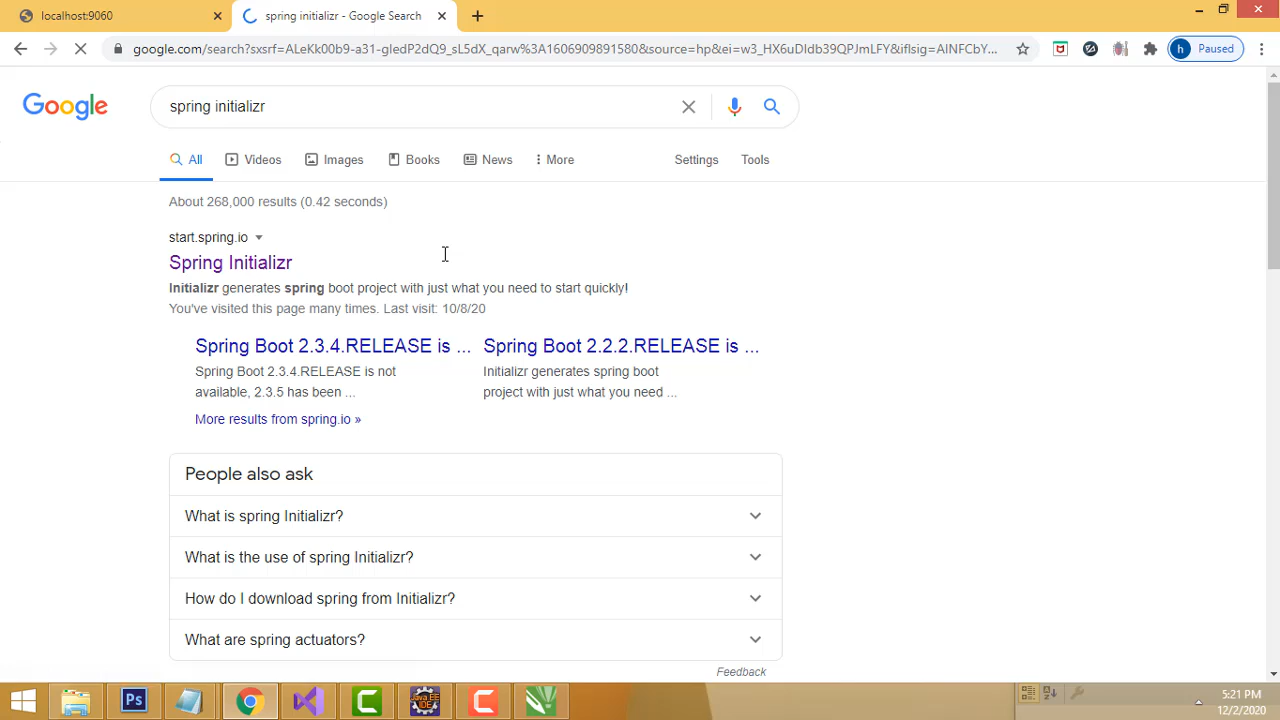 localhost:9060
spring initializr - Google Search
google.com/search?sxsrf=ALeKk00b9-a31-gledP2dQ9_sL5dX_qarw%3A1606909891580&source=hp&ei=w3_HX6uDIdb39QPJmLFY&iflsig=AINFCbY...
h Paused
Google
spring initializr
All Videos Images Books News More Settings Tools
About 268,000 results (0.42 seconds)
start.spring.io
Spring Initializr
Initializr generates spring boot project with just what you need to start quickly!
You've visited this page many times. Last visit: 10/8/20
Spring Boot 2.3.4.RELEASE is ... Spring Boot 2.2.2.RELEASE is ...
Spring Boot 2.3.4.RELEASE is not Initializr generates spring boot
available, 2.3.5 has been ... project with just what you need ...
More results from spring.io »
People also ask
What is spring Initializr?
What is the use of spring Initializr?
How do I download spring from Initializr?
What are spring actuators?
Feedback
Ps
Java EE
IDE
5:21 PM
12/2/2020